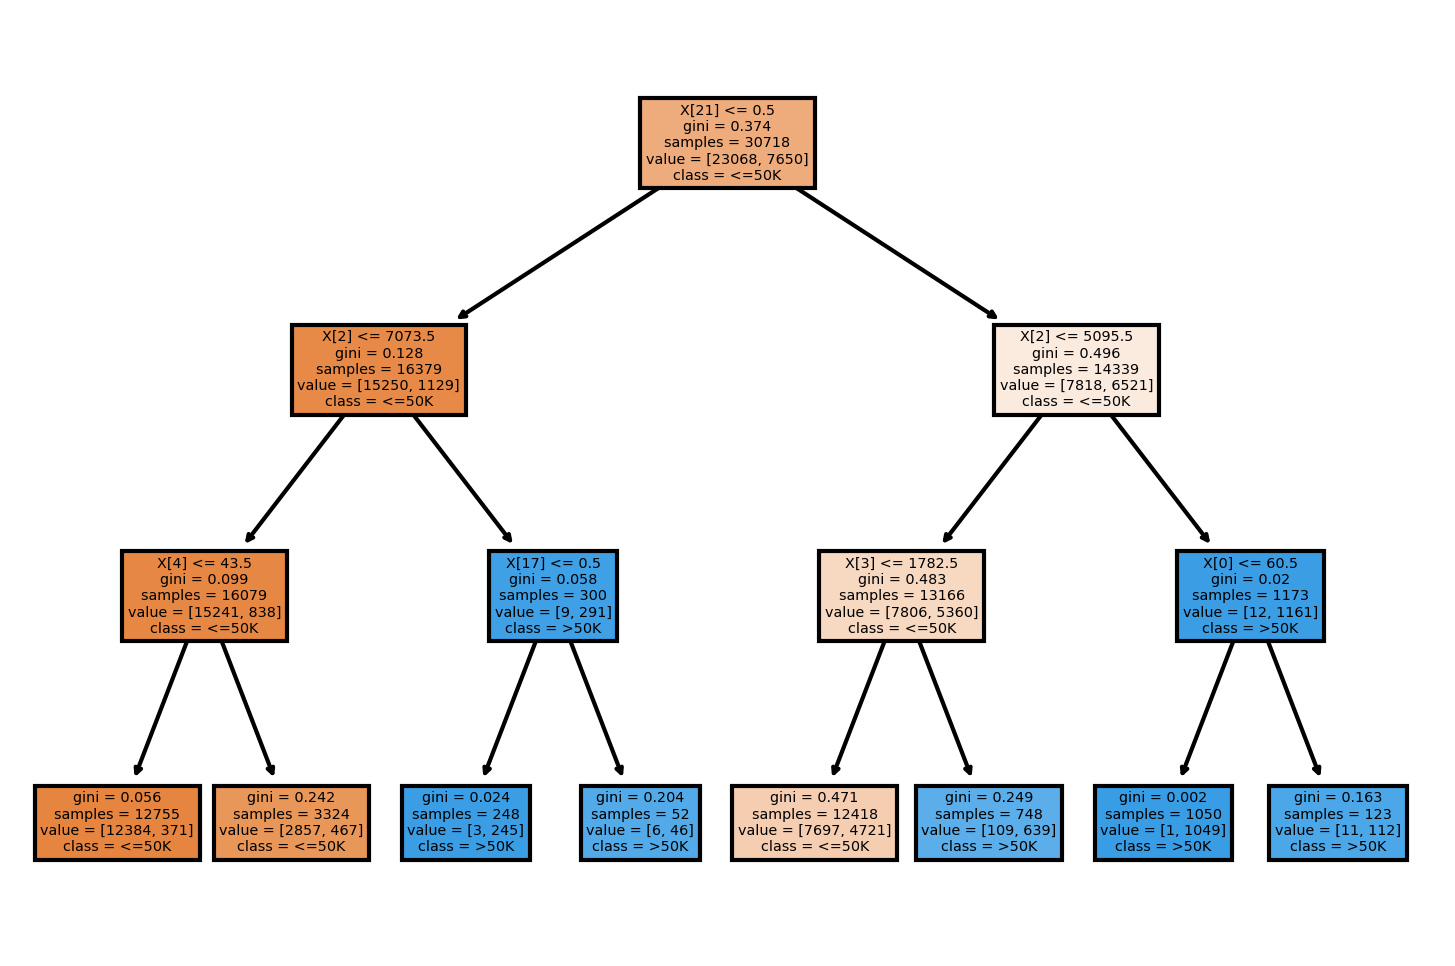 X[21] <= 0.5
gini = 0.374
samples = 30718
value = [23068, 7650]
class = <=50K
X[2] <= 7073.5
gini = 0.128
samples = 16379
value = [15250, 1129]
class = <=50K
X[2] <= 5095.5
gini = 0.496
samples = 14339
value = [7818, 6521]
class = <=50K
X[4] <= 43.5
gini = 0.099
samples = 16079
value = [15241, 838]
class = <=50K
X[17] <= 0.5
gini = 0.058
samples = 300
value = [9, 291]
class = >50K
X[3] <= 1782.5
gini = 0.483
samples = 13166
value = [7806, 5360]
class = <=50K
X[0] <= 60.5
gini = 0.02
samples = 1173
value = [12, 1161]
class = >50K
gini = 0.056
samples = 12755
value = [12384, 371]
class = <=50K
gini = 0.242
samples = 3324
value = [2857, 467]
class = <=50K
gini = 0.024
samples = 248
value = [3, 245]
class = >50K
gini = 0.204
samples = 52
value = [6, 46]
class = >50K
gini = 0.471
samples = 12418
value = [7697, 4721]
class = <=50K
gini = 0.249
samples = 748
value = [109, 639]
class = >50K
gini = 0.002
samples = 1050
value = [1, 1049]
class = >50K
gini = 0.163
samples = 123
value = [11, 112]
class = >50K